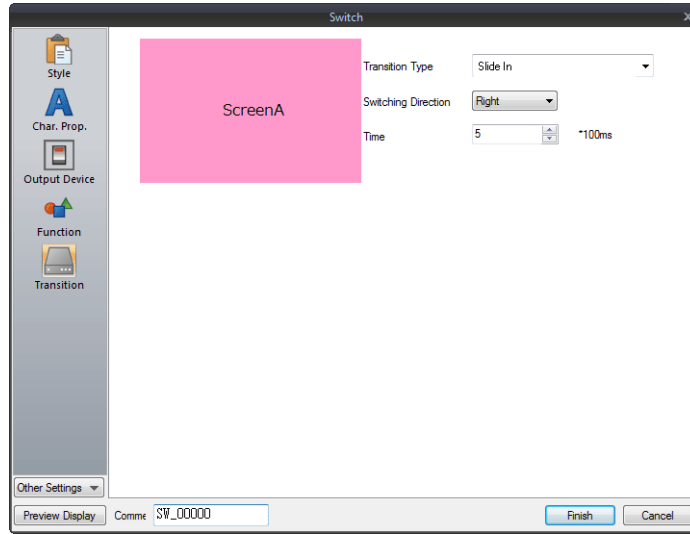 Switch
Style
Char. Prop.
Output Device
Function
Transition
Other Settings
Preview Display
ScreenA
Transition Type
Slide In
Switching Direction
Right
Time
5
*100ms
Comme
SW_00000
Finish
Cancel